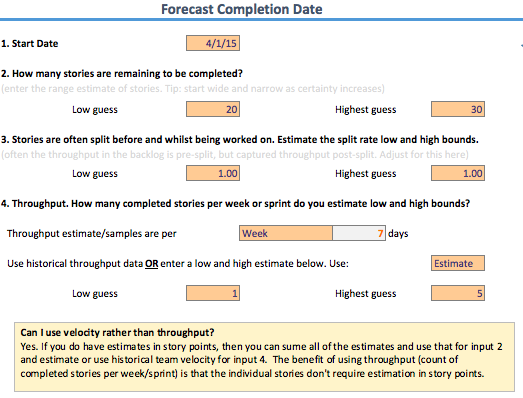 Forecast Completion Date
1. Start Date 4/1/15
2. How many stories are remaining to be completed?
(enter the range estimate of stories. Tip: start wide and narrow as certainty increases)
Low guess 20 Highest guess 30
3. Stories are often split before and whilst being worked on. Estimate the split rate low and high bounds.
(often the throughput in the backlog is pre-split, but captured throughput post-split. Adjust for this here)
Low guess 1.00 Highest guess 1.00
4. Throughput. How many completed stories per week or sprint do you estimate low and high bounds?
Throughput estimate/samples are per Week 7 days
Use historical throughput data OR enter a low and high estimate below. Use: Estimate
Low guess 1 Highest guess 5
Can I use velocity rather than throughput?
Yes. If you do have estimates in story points, then you can sume all of the estimates and use that for input 2
and estimate or use historical team velocity for input 4. The benefit of using throughput (count of
completed stories per week/sprint) is that the individual stories don't require estimation in story points.